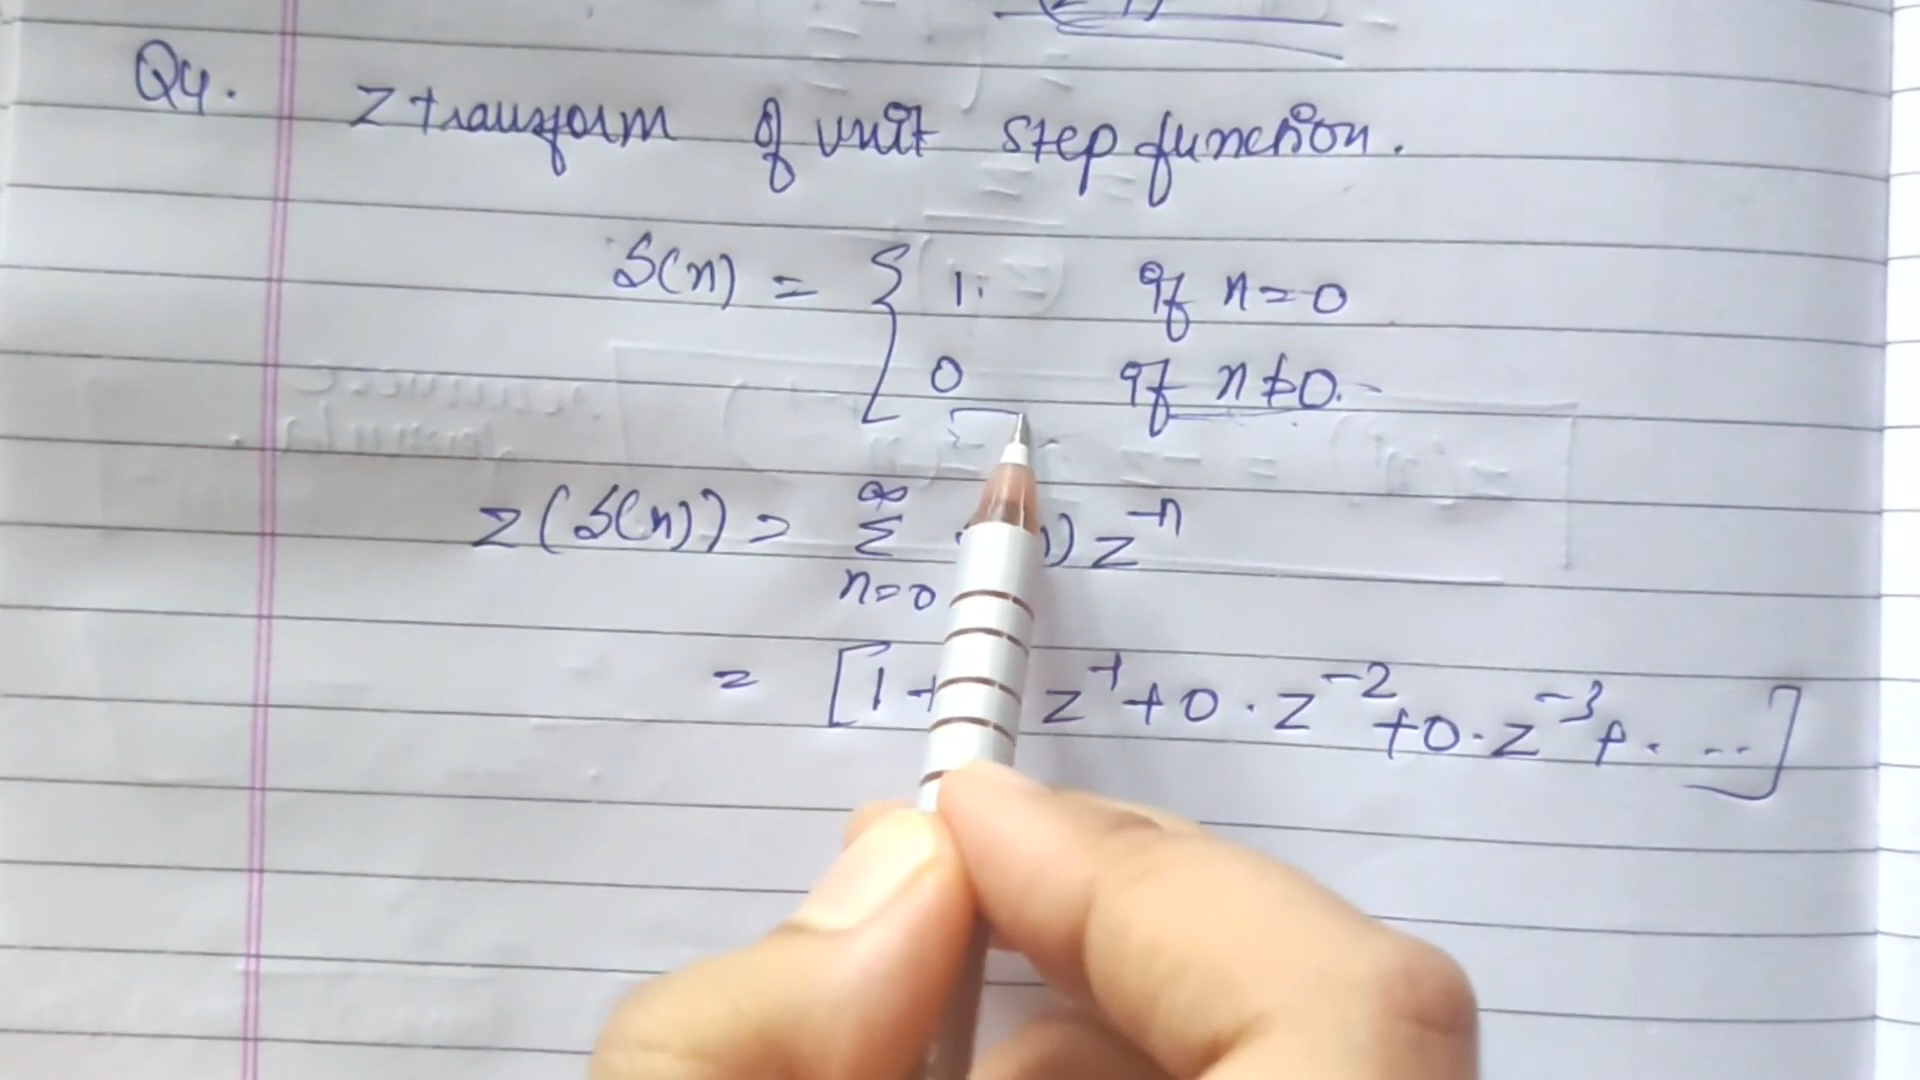 Q4. Z transform of unit step function.
δ(n) = { 1 if n=0
0 if n≠0.
Z(δ(n)) = ∞ Σ n=0 n) z^-n
= [1+ z^-1 + 0 · z^-2 + 0 · z^-3 + . . . .]